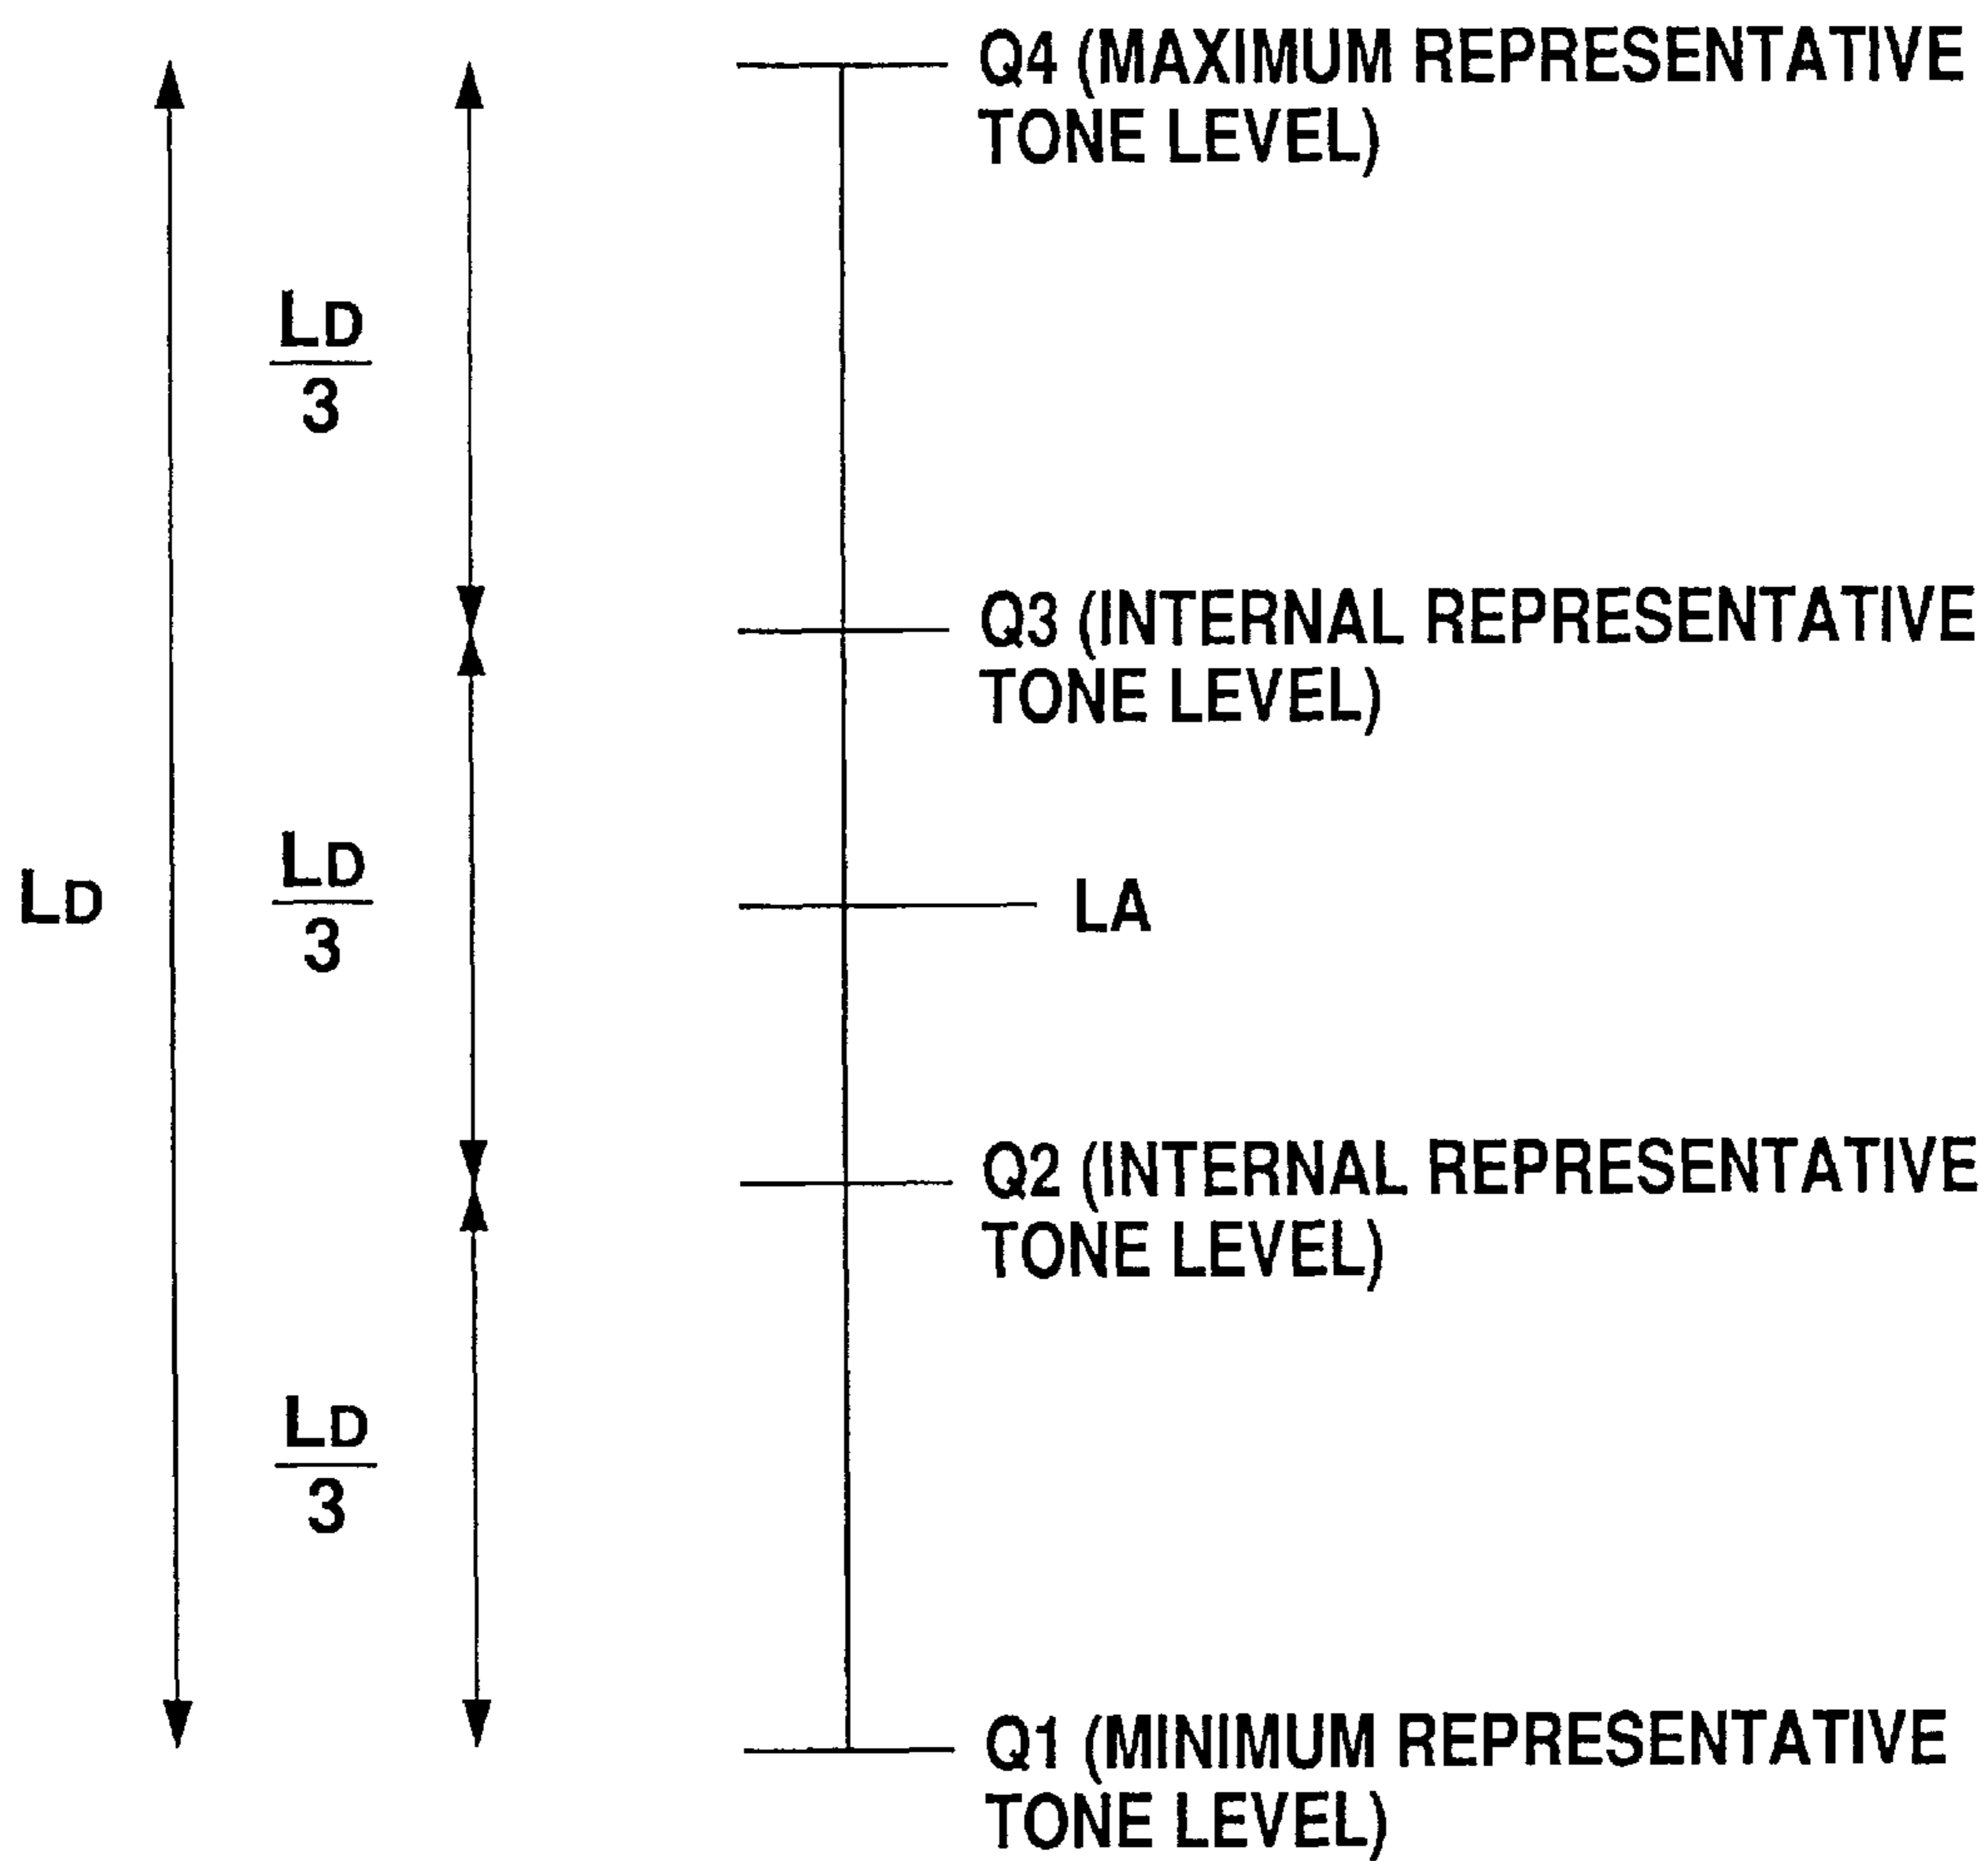 Q4 (MAXIMUM REPRESENTATIVE
TONE LEVEL)
LD
3
Q3 (INTERNAL REPRESENTATIVE
TONE LEVEL)
LD
LD
3
LA
Q2 (INTERNAL REPRESENTATIVE
TONE LEVEL)
LD
3
Q1 (MINIMUM REPRESENTATIVE
TONE LEVEL)